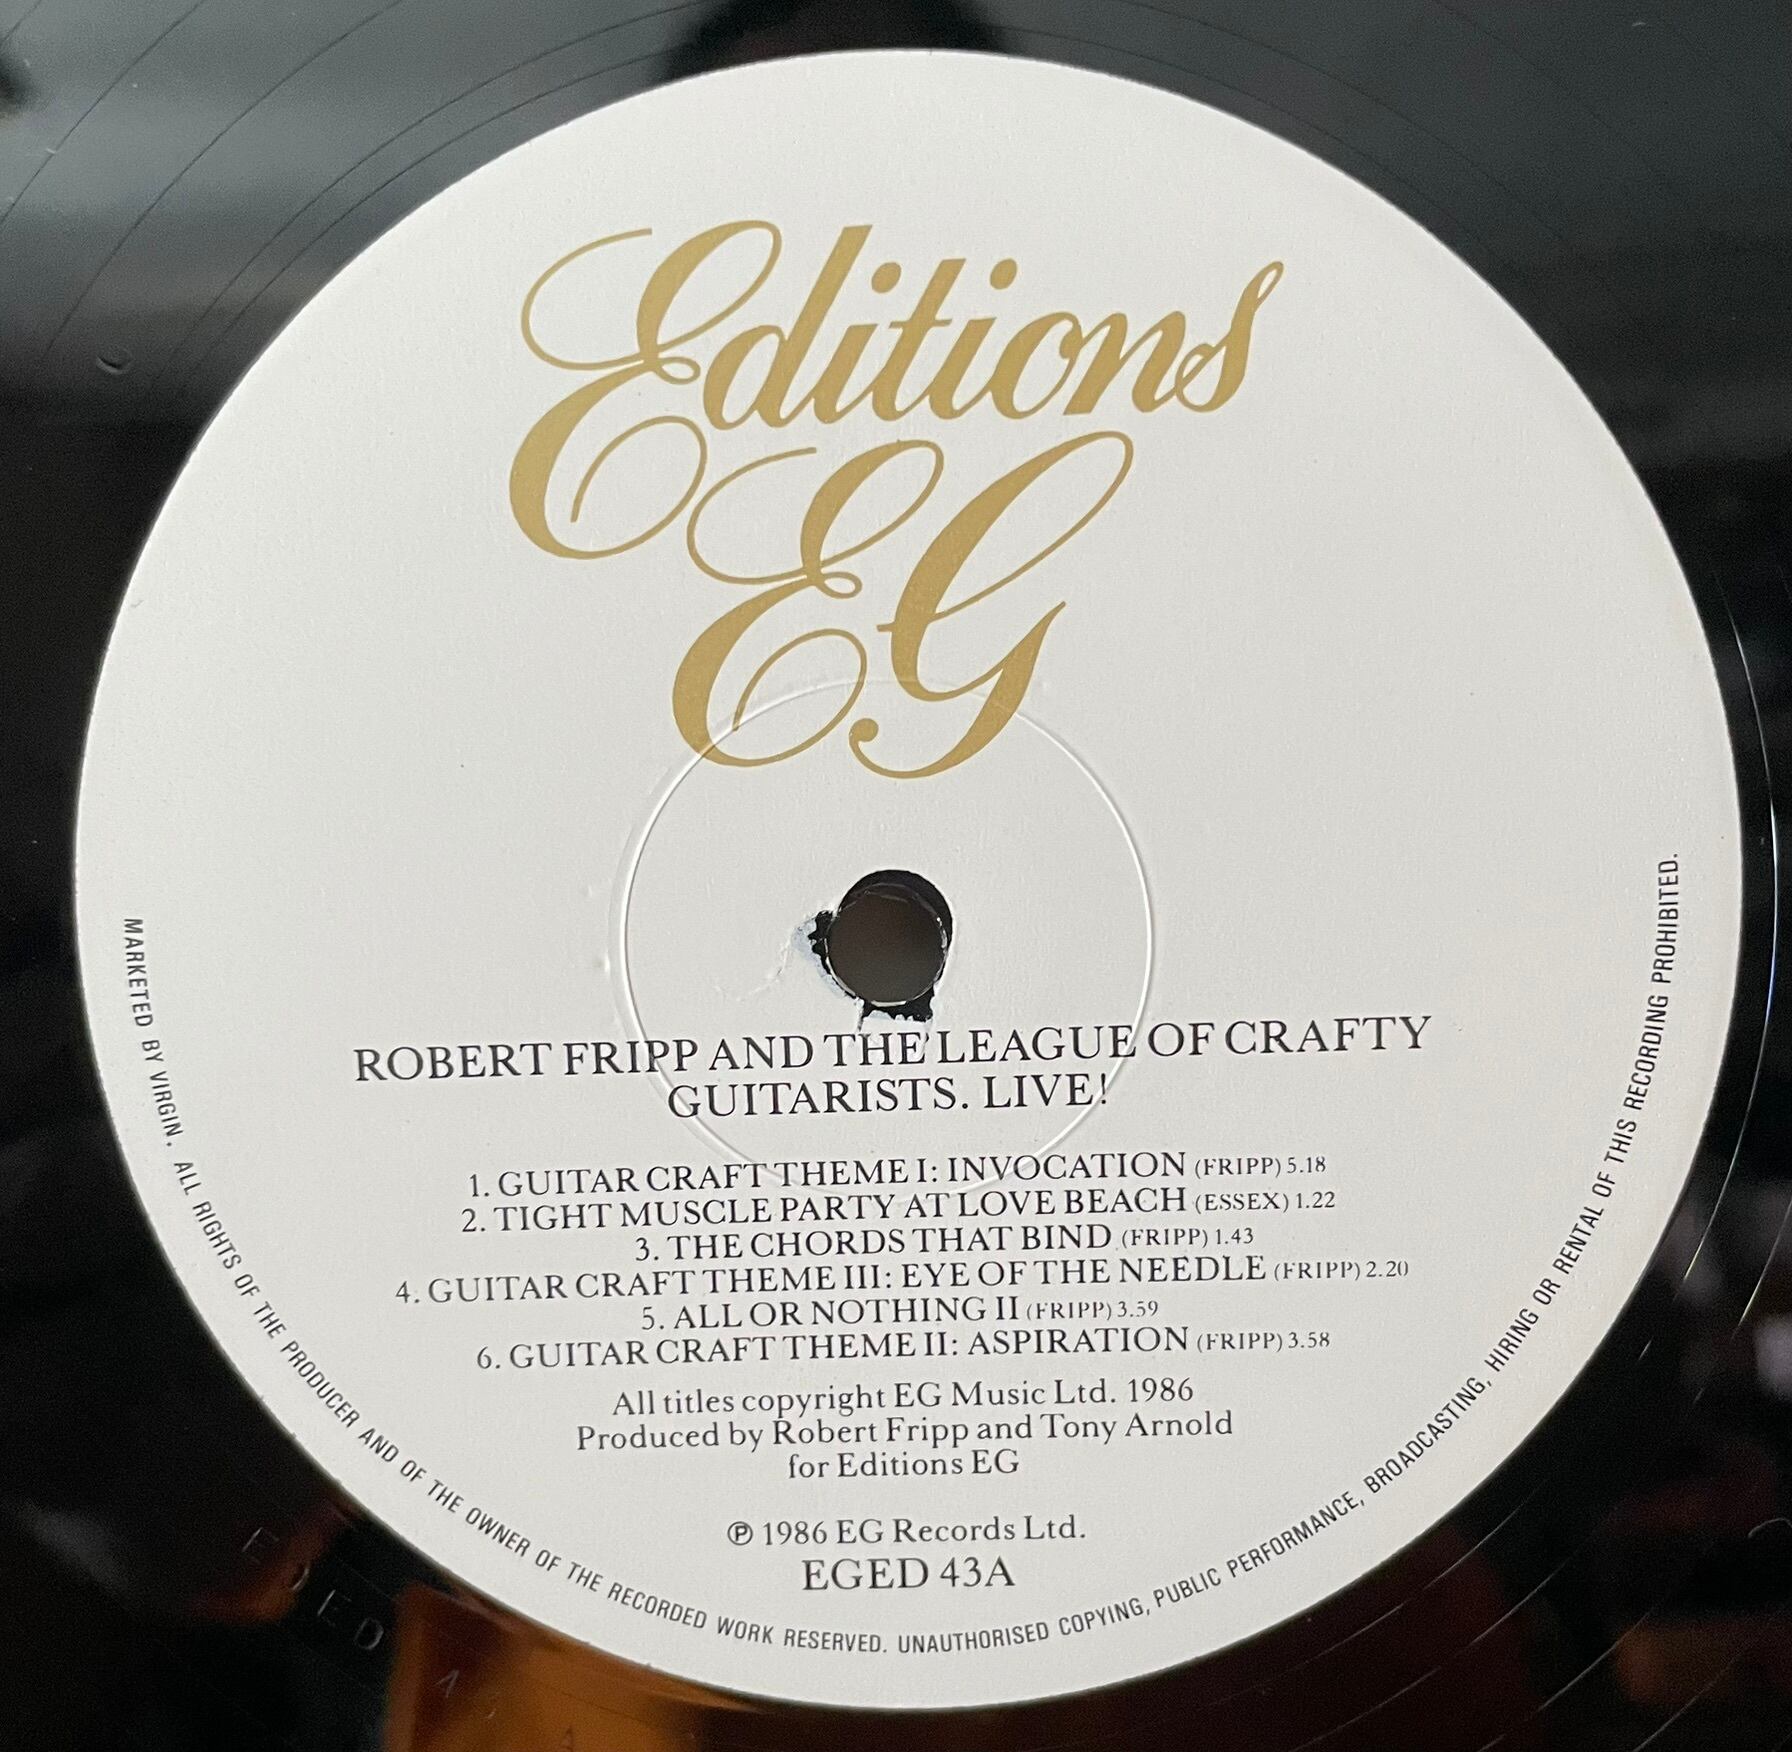 Editions
EG
ROBERT FRIPP AND THE LEAGUE OF CRAFTY
GUITARISTS. LIVE!
1. GUITAR CRAFT THEME I: INVOCATION (FRIPP) 5.18
2. TIGHT MUSCLE PARTY AT LOVE BEACH (ESSEX) 1.22
3. THE CHORDS THAT BIND (FRIPP) 1.43
4. GUITAR CRAFT THEME III: EYE OF THE NEEDLE (FRIPP) 2.20
5. ALL OR NOTHING II (FRIPP) 3.59
6. GUITAR CRAFT THEME II: ASPIRATION (FRIPP) 3.58
All titles copyright EG Music Ltd. 1986
Produced by Robert Fripp and Tony Arnold
for Editions EG
℗ 1986 EG Records Ltd.
EGED 43A
MARKETED BY VIRGIN. ALL RIGHTS OF THE PRODUCER AND OF THE OWNER OF THE RECORDED WORK RESERVED. UNAUTHORISED COPYING, PUBLIC PERFORMANCE, BROADCASTING, HIRING OR RENTAL OF THIS RECORDING PROHIBITED.